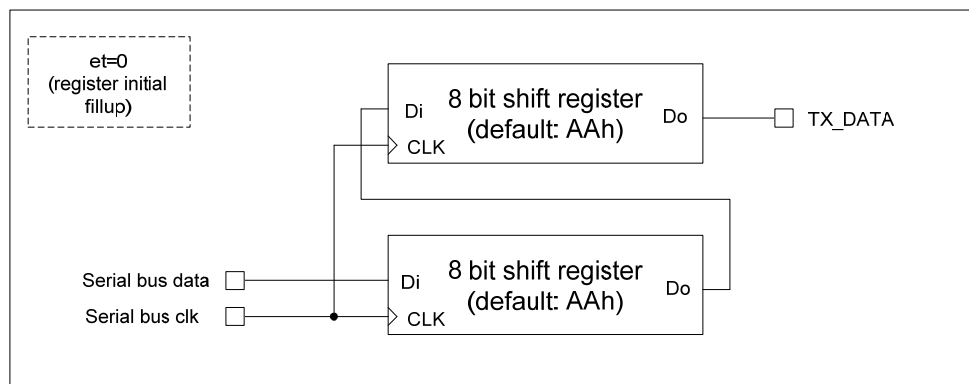 et=0
(register initial
fillup)
8 bit shift register
(default: AAh)
Di
CLK
Do
TX_DATA
8 bit shift register
(default: AAh)
Serial bus data
Di
Do
Serial bus clk
CLK